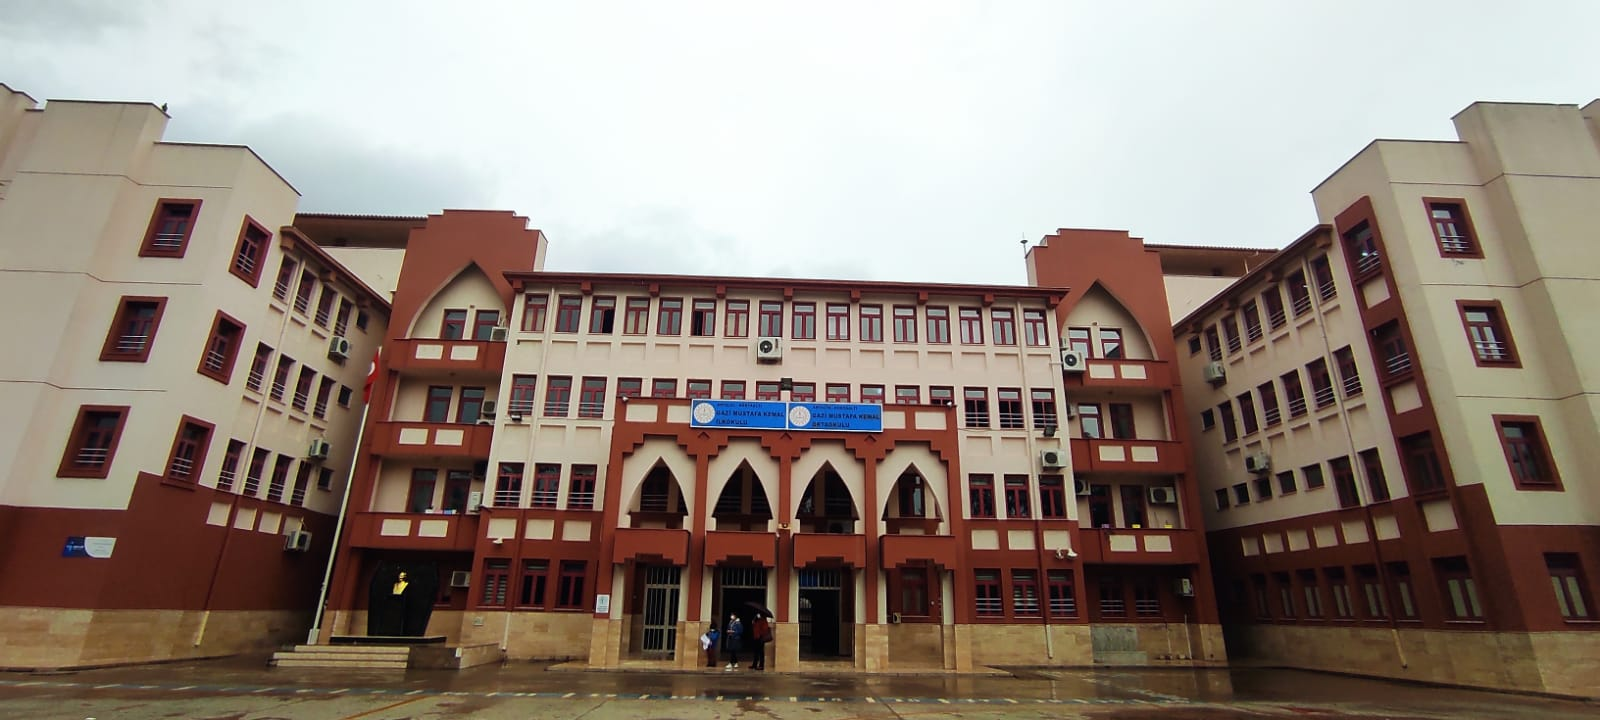 GAZİ MUSTAFA KEMAL
İLKOKULU
GAZİ MUSTAFA KEMAL
ORTAOKULU